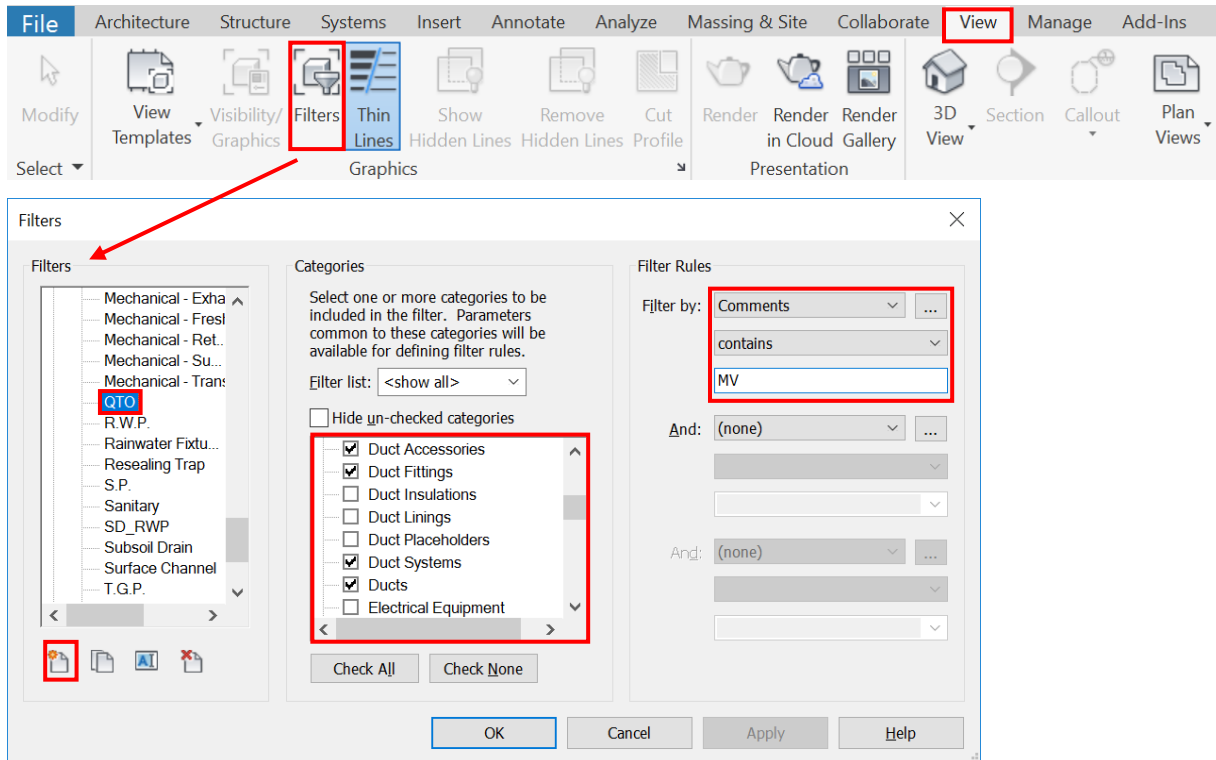 File Architecture Structure Systems Insert Annotate Analyze Massing & Site Collaborate View Manage Add-Ins
Modify
View Templates
Visibility/ Graphics
Filters
Thin Lines
Show Hidden Lines
Remove Hidden Lines
Cut Profile
Render
Render in Cloud
Render Gallery
3D View
Section
Callout
Plan Views
Select
Graphics
Presentation
Filters
Filters
Mechanical - Exha
Mechanical - Fresh
Mechanical - Ret...
Mechanical - Su...
Mechanical - Trans
QTO
R.W.P.
Rainwater Fixtu...
Resealing Trap
S.P.
Sanitary
SD_RWP
Subsoil Drain
Surface Channel
T.G.P.
AI
Categories
Select one or more categories to be
included in the filter. Parameters
common to these categories will be
available for defining filter rules.
Filter list: <show all>
Hide un-checked categories
Duct Accessories
Duct Fittings
Duct Insulations
Duct Linings
Duct Placeholders
Duct Systems
Ducts
Electrical Equipment
Check All Check None
Filter Rules
Filter by: Comments ...
contains
MV
And: (none) ...
And: (none) ...
OK Cancel Apply Help